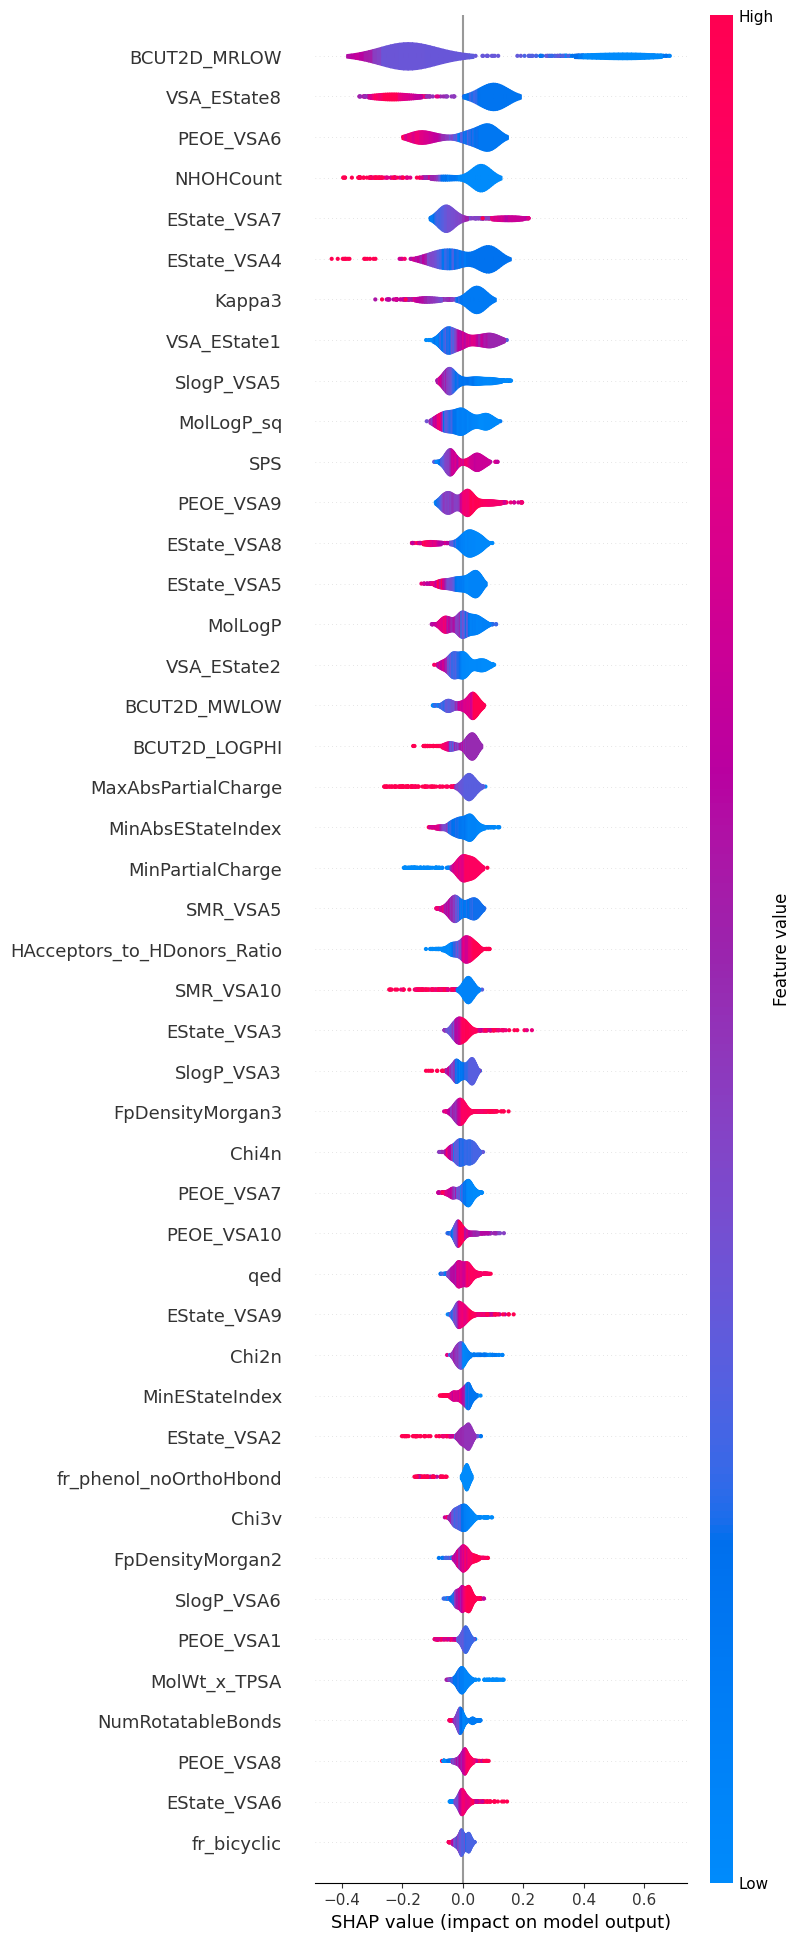 High
BCUT2D_MRLOW
VSA_EState8
PEOE_VSA6
NHOHCount
EState_VSA7
EState_VSA4
Kappa3
VSA_EState1
SlogP_VSA5
MolLogP_sq
SPS
PEOE_VSA9
EState_VSA8
EState_VSA5
MolLogP
VSA_EState2
BCUT2D_MWLOW
BCUT2D_LOGPHI
MaxAbsPartialCharge
MinAbsEStateIndex
MinPartialCharge
SMR_VSA5
HAcceptors_to_HDonors_Ratio
SMR_VSA10
EState_VSA3
SlogP_VSA3
FpDensityMorgan3
Chi4n
PEOE_VSA7
PEOE_VSA10
qed
EState_VSA9
Chi2n
MinEStateIndex
EState_VSA2
fr_phenol_noOrthoHbond
Chi3v
FpDensityMorgan2
SlogP_VSA6
PEOE_VSA1
MolWt_x_TPSA
NumRotatableBonds
PEOE_VSA8
EState_VSA6
fr_bicyclic
Feature value
Low
−0.4 −0.2 0.0 0.2 0.4 0.6
SHAP value (impact on model output)